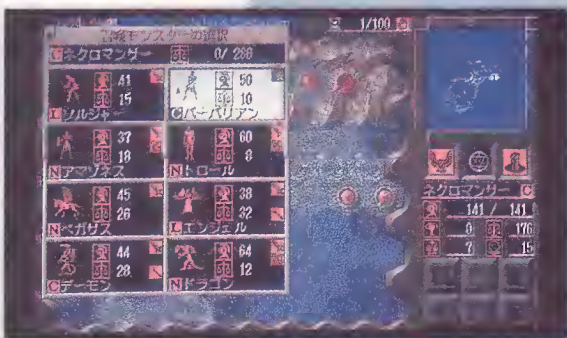 召喚モンスターの選択
1/100
Cネクロマンサー 0/288
41 50
15 10
Lソルジャー Cバーバリアン
37 60
18 8
Nアマゾネス Nトロール
45 38
26 32
Nペガサス Lエンジェル
44 64
28 12
Cデーモン Nドラゴン
ネクロマンサー C
141/ 141
0 176
7 15